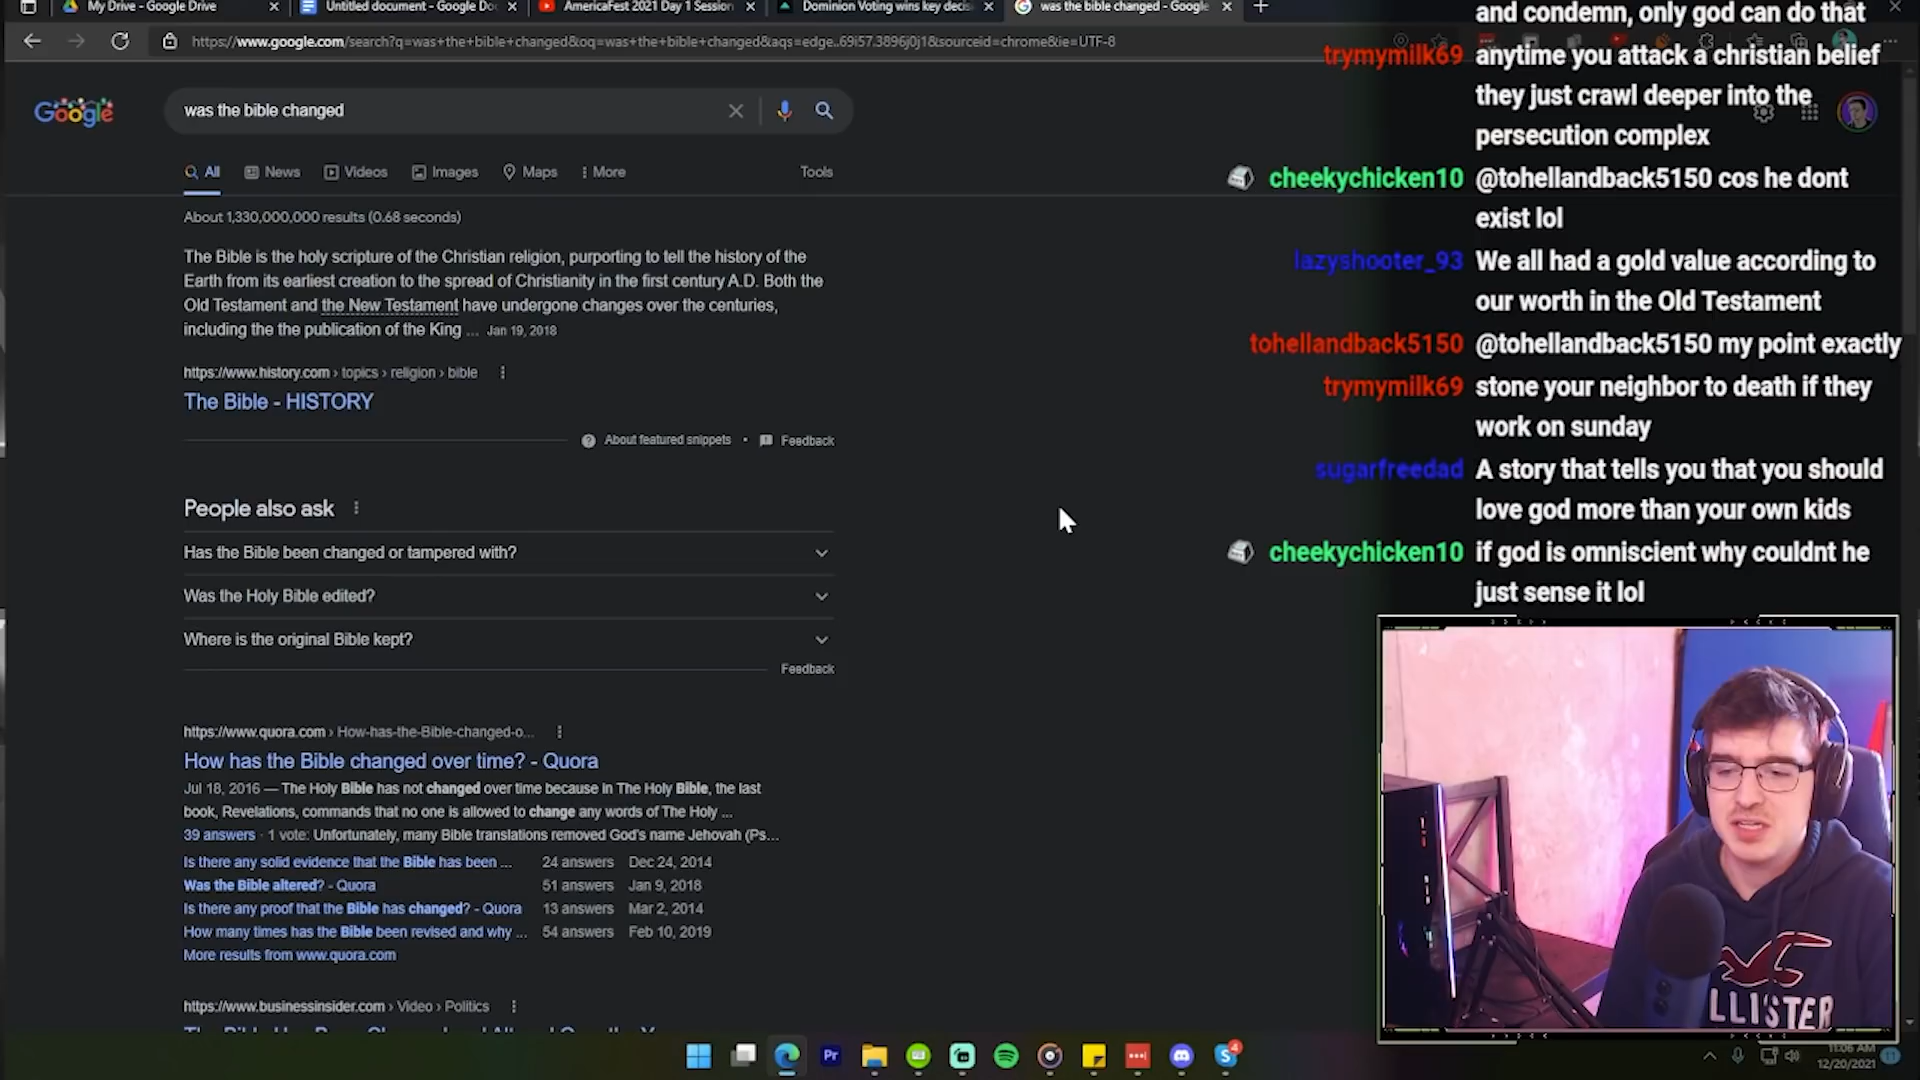 My Drive - Google Drive
Untitled document - Google Do
AmericaFest 2021 Day 1 Session
Dominion Voting wins key decis
was the bible changed - Google
https://www.google.com/search?q=was+the+bible+changed&oq=was+the+bible+changed&aqs=edge..69i57.3896j0j1&sourceid=chrome&ie=UTF-8
Google
was the bible changed
All
News
Videos
Images
Maps
More
Tools
About 1,330,000,000 results (0.68 seconds)
The Bible is the holy scripture of the Christian religion, purporting to tell the history of the
Earth from its earliest creation to the spread of Christianity in the first century A.D. Both the
Old Testament and the New Testament have undergone changes over the centuries,
including the the publication of the King ... Jan 19, 2018
https://www.history.com › topics › religion › bible
The Bible - HISTORY
About featured snippets • Feedback
People also ask
Has the Bible been changed or tampered with?
Was the Holy Bible edited?
Where is the original Bible kept?
Feedback
https://www.quora.com › How-has-the-Bible-changed-o...
How has the Bible changed over time? - Quora
Jul 18, 2016 — The Holy Bible has not changed over time because in The Holy Bible, the last
book, Revelations, commands that no one is allowed to change any words of The Holy ...
39 answers · 1 vote: Unfortunately, many Bible translations removed God's name Jehovah (Ps...
Is there any solid evidence that the Bible has been ... 24 answers Dec 24, 2014
Was the Bible altered? - Quora 51 answers Jan 9, 2018
Is there any proof that the Bible has changed? - Quora 13 answers Mar 2, 2014
How many times has the Bible been revised and why ... 54 answers Feb 10, 2019
More results from www.quora.com
https://www.businessinsider.com › Video › Politics
and condemn, only god can do that
trymymilk69 anytime you attack a christian belief
they just crawl deeper into the
persecution complex
cheekychicken10 @tohellandback5150 cos he dont
exist lol
lazyshooter_93 We all had a gold value according to
our worth in the Old Testament
tohellandback5150 @tohellandback5150 my point exactly
trymymilk69 stone your neighbor to death if they
work on sunday
sugarfreedad A story that tells you that you should
love god more than your own kids
cheekychicken10 if god is omniscient why couldnt he
just sense it lol
LLISTER
Pr
4
11:06 AM
12/20/2021